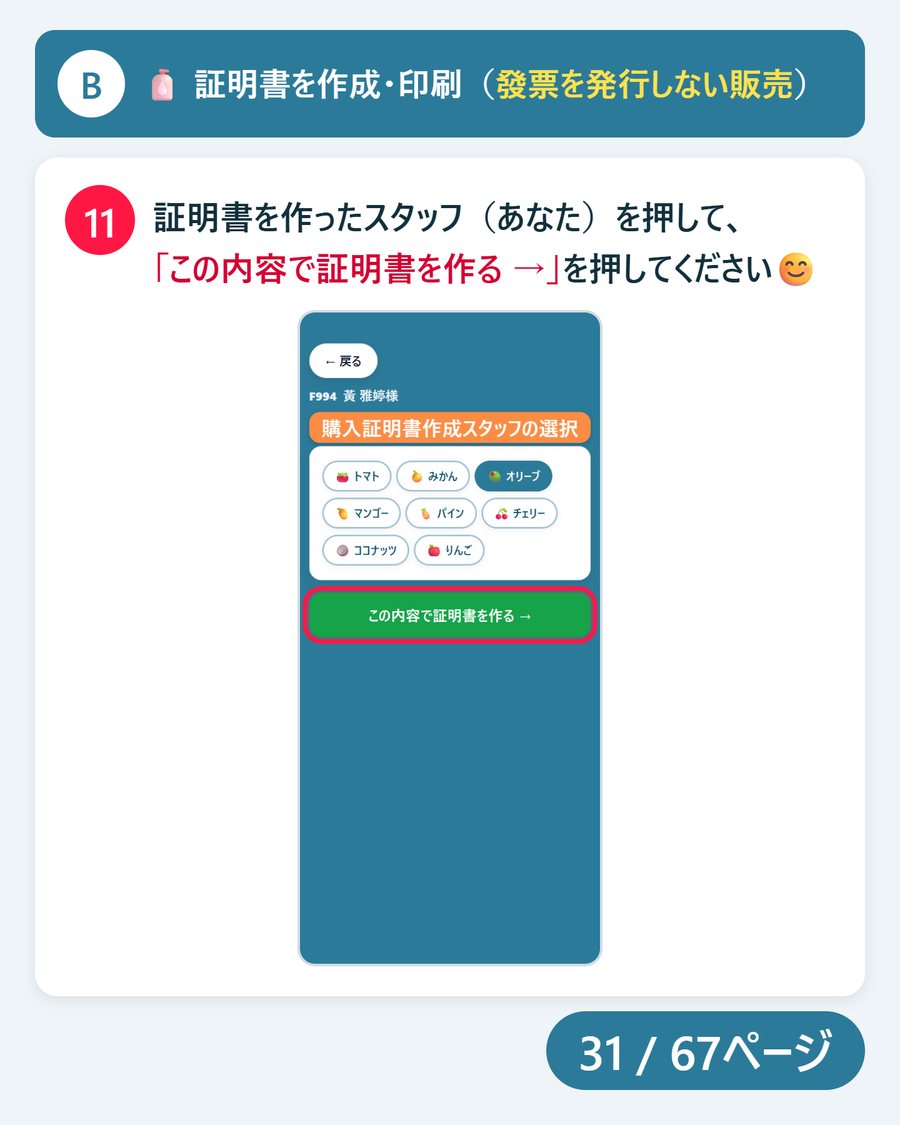 B 証明書を作成・印刷（發票を発行しない販売）
11 証明書を作ったスタッフ（あなた）を押して、
「この内容で証明書を作る →」を押してください
← 戻る
F994 黃 雅婷様
購入証明書作成スタッフの選択
トマト みかん オリーブ
マンゴー パイン チェリー
ココナッツ りんご
この内容で証明書を作る →
31 / 67ページ